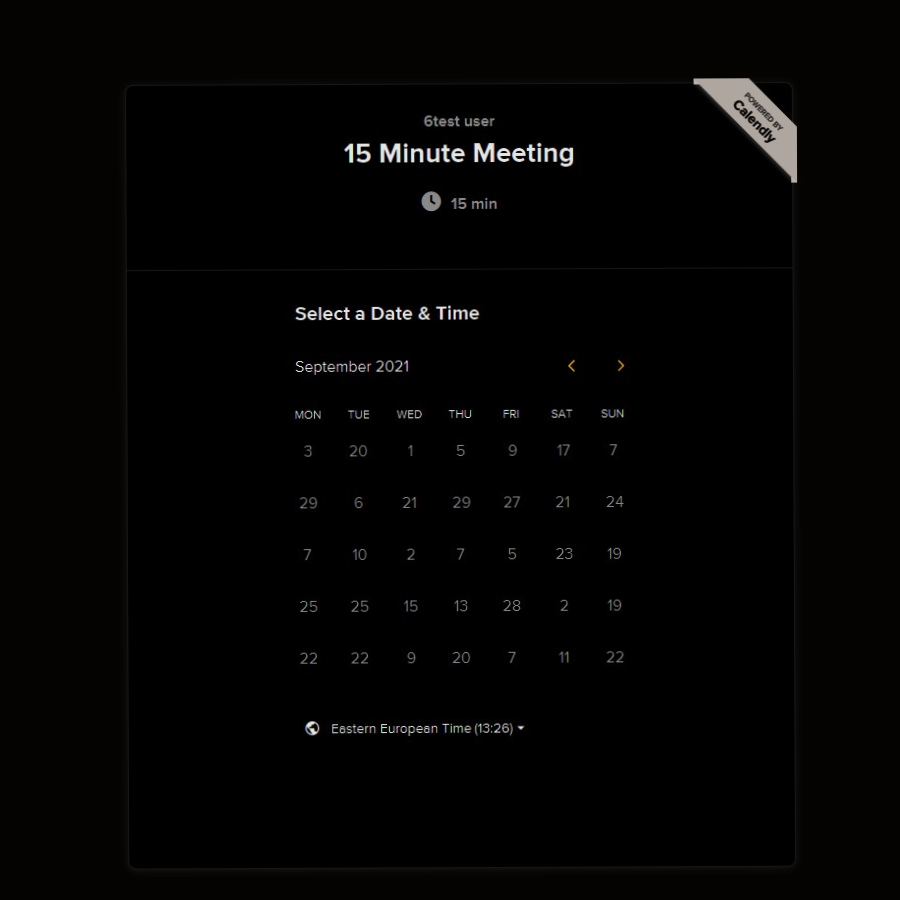 POWERED BY
Calendly
6test user
15 Minute Meeting
15 min
Select a Date & Time
September 2021
MON TUE WED THU FRI SAT SUN
3 20 1 5 9 17 7
29 6 21 29 27 21 24
7 10 2 7 5 23 19
25 25 15 13 28 2 19
22 22 9 20 7 11 22
Eastern European Time (13:26)